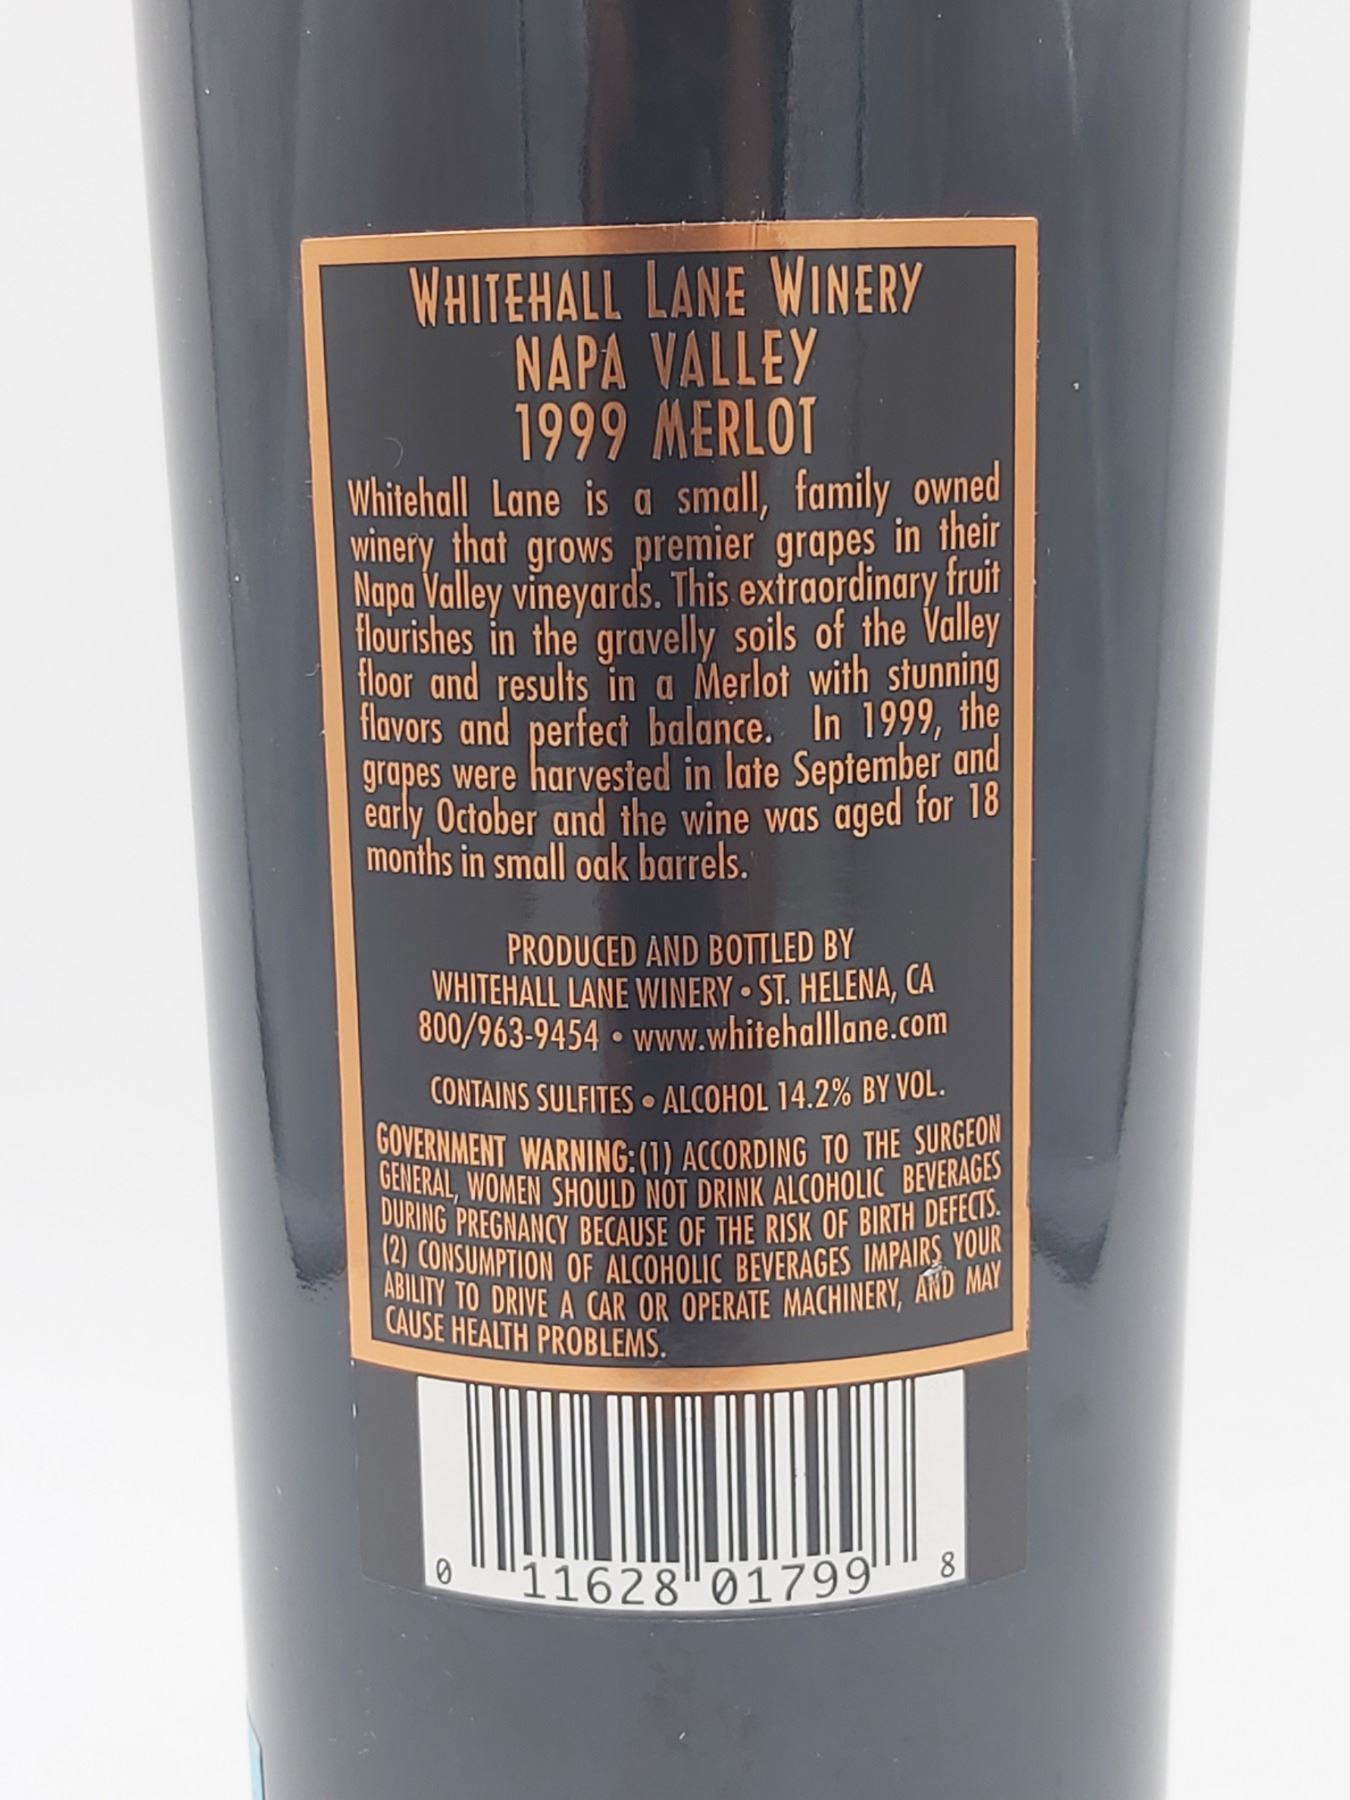 WHITEHALL LANE WINERY
NAPA VALLEY
1999 MERLOT
Whitehall Lane is a small, family owned
winery that grows premier grapes in their
Napa Valley vineyards. This extraordinary fruit
flourishes in the gravelly soils of the Valley
floor and results in a Merlot with stunning
flavors and perfect balance. In 1999, the
grapes were harvested in late September and
early October and the wine was aged for 18
months in small oak barrels.
PRODUCED AND BOTTLED BY
WHITEHALL LANE WINERY • ST. HELENA, CA
800/963-9454 • www.whitehalllane.com
CONTAINS SULFITES • ALCOHOL 14.2% BY VOL.
GOVERNMENT WARNING: (1) ACCORDING TO THE SURGEON
GENERAL, WOMEN SHOULD NOT DRINK ALCOHOLIC BEVERAGES
DURING PREGNANCY BECAUSE OF THE RISK OF BIRTH DEFECTS.
(2) CONSUMPTION OF ALCOHOLIC BEVERAGES IMPAIRS YOUR
ABILITY TO DRIVE A CAR OR OPERATE MACHINERY, AND MAY
CAUSE HEALTH PROBLEMS.
0 11628 01799 8